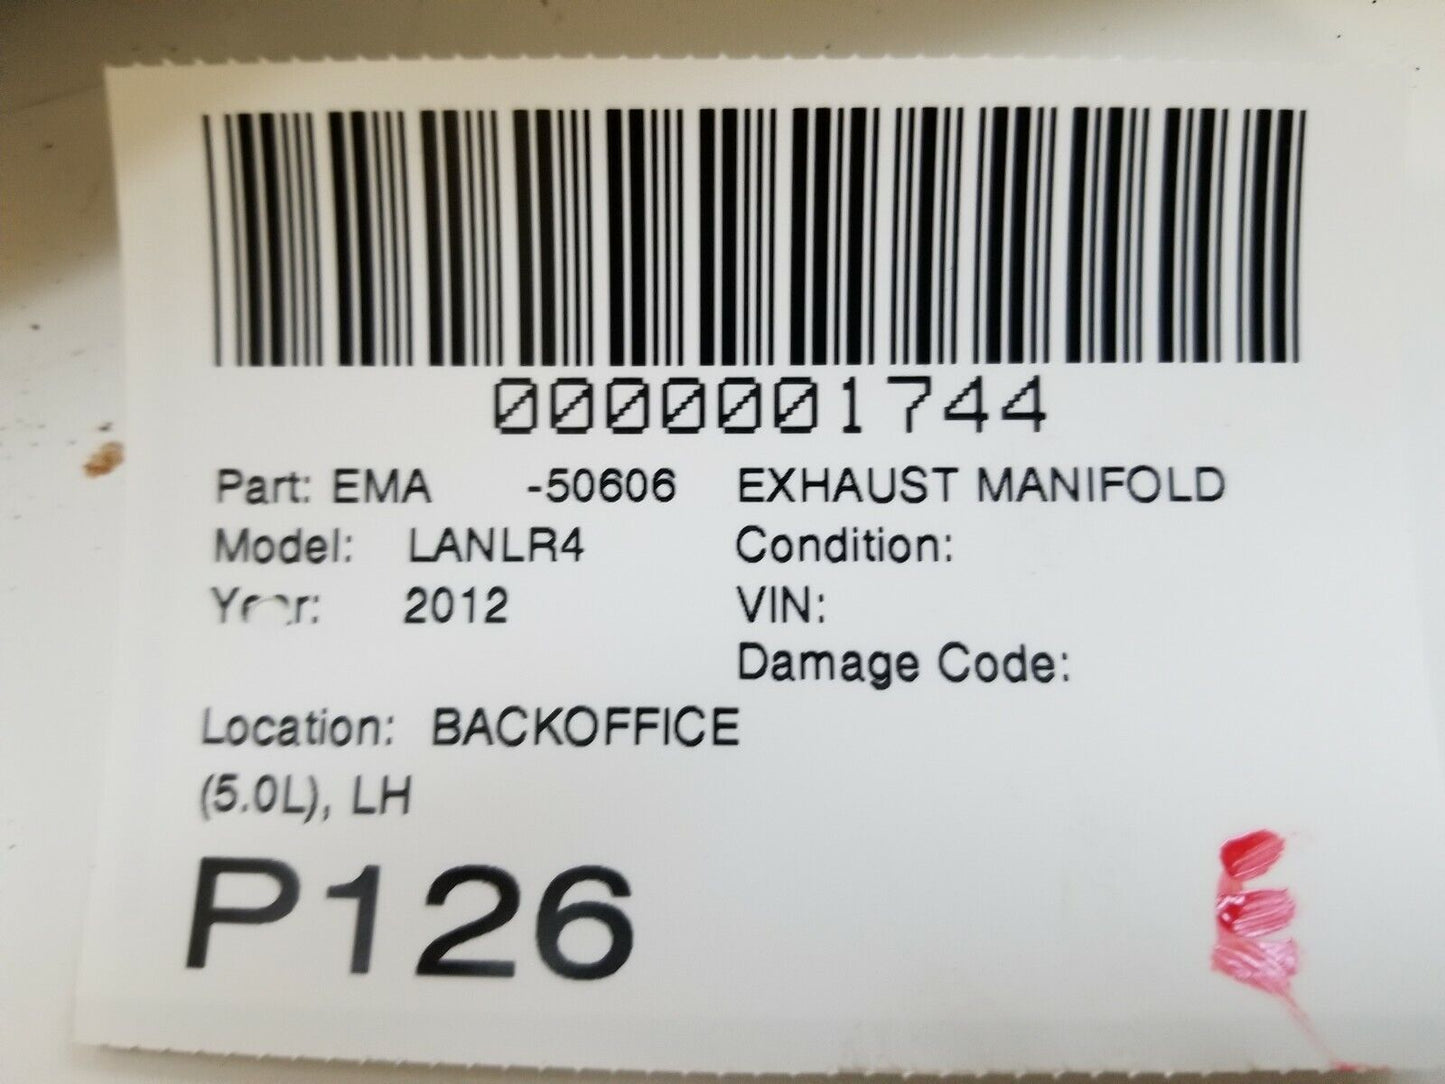 0000001744
Part: EMA -50606 EXHAUST MANIFOLD
Model: LANLR4 Condition:
Year: 2012 VIN:
Damage Code:
Location: BACKOFFICE
(5.0L), LH
P126